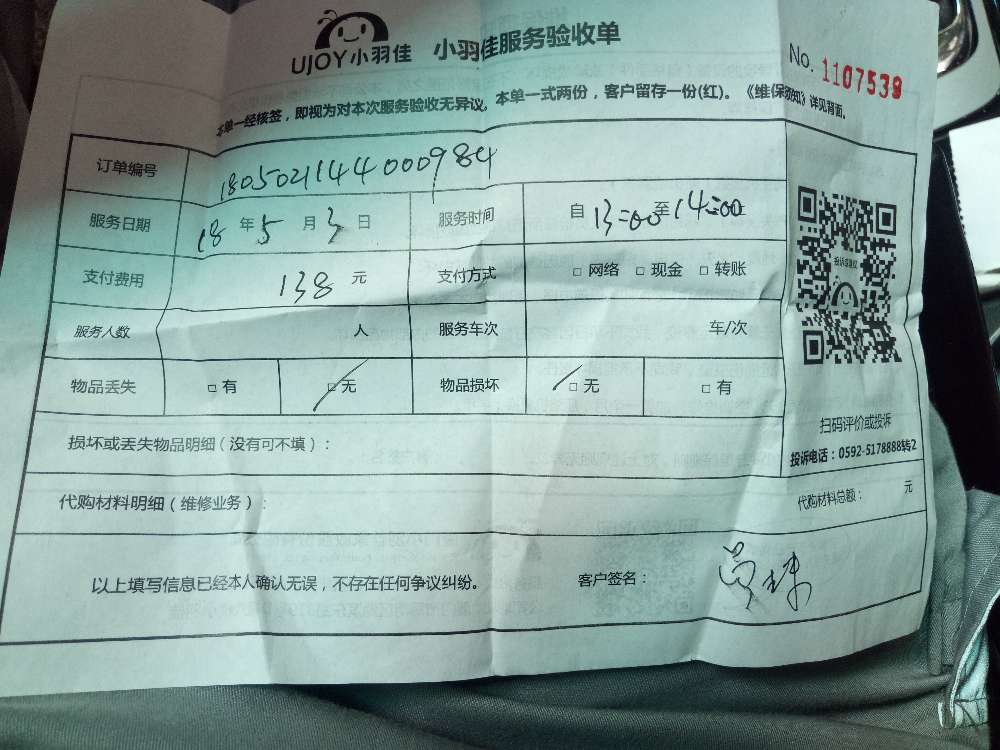 UJOY小羽佳 小羽佳服务验收单
No. 1107539
本单一经核签，即视为对本次服务验收无异议。本单一式两份，客户留存一份(红)。《维保须知》详见背面。
订单编号 1805021144000984
服务日期 18 年 5 月 3 日 服务时间 自 13:00 至 14:00 止
支付费用 138 元 支付方式 □ 网络 □ 现金 □ 转账
服务人数 人 服务车次 车/次
物品丢失 □ 有 □ 无 物品损坏 □ 无 □ 有
投诉或建议
扫码评价或投诉
投诉电话：0592-5178888转2
损坏或丢失物品明细（没有可不填）：
代购材料明细（维修业务）： 代购材料总额： 元
以上填写信息已经本人确认无误，不存在任何争议纠纷。 客户签名：